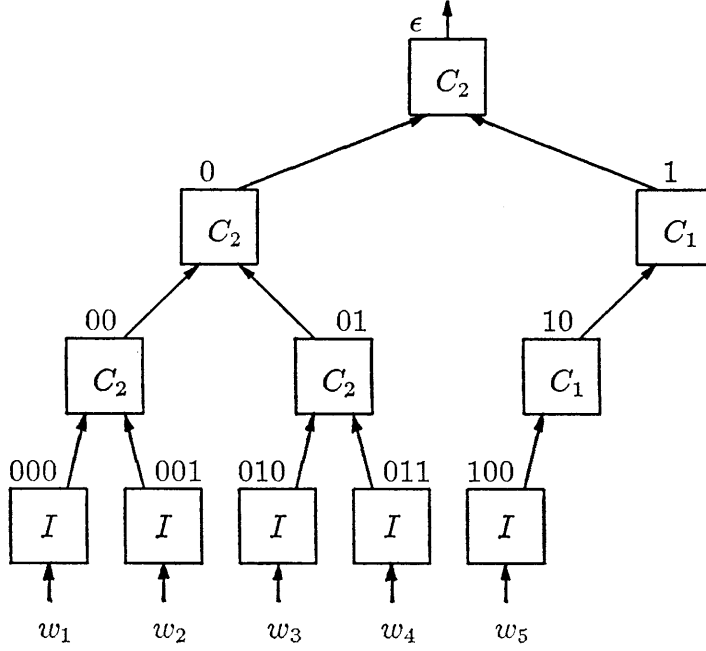 ϵ
C₂
0 1
C₂ C₁
00 01 10
C₂ C₂ C₁
000 001 010 011 100
I I I I I
w₁ w₂ w₃ w₄ w₅